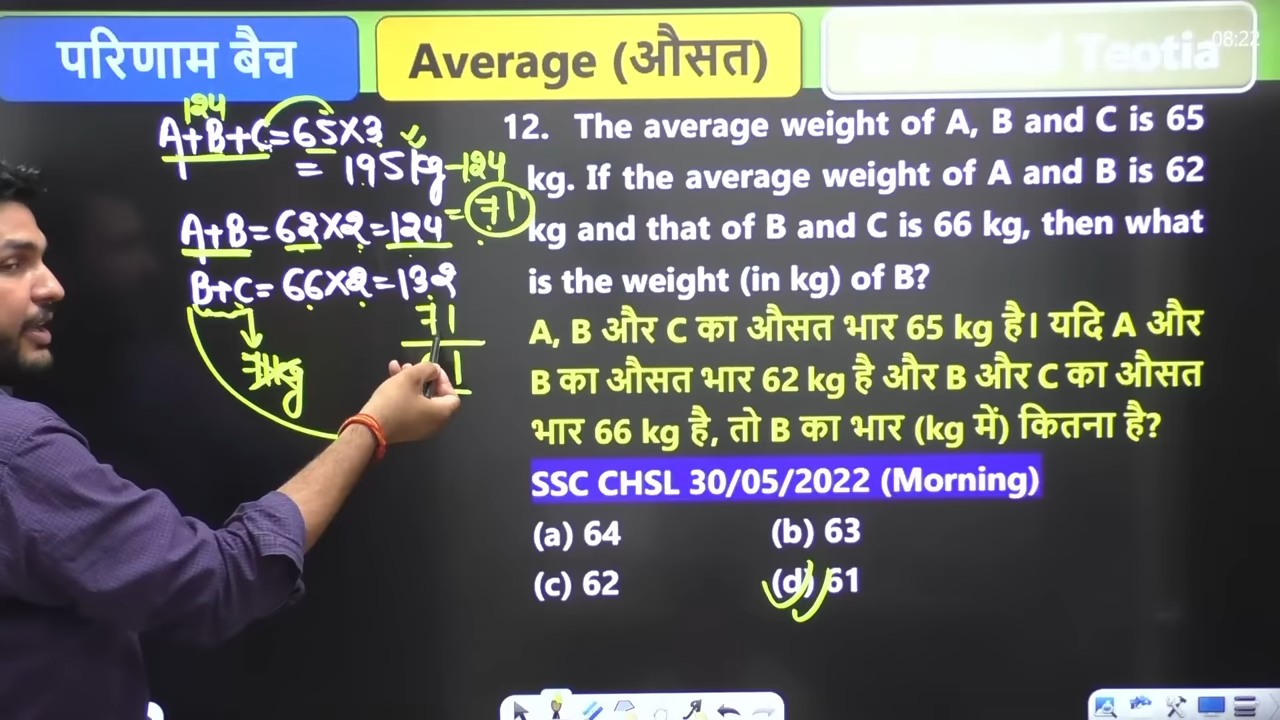 परिणाम बैच
Average (औसत)
Teotia
08:22
124
A+B+C=65×3
= 195kg-124
A+B=62×2=124
=71
B+C=66×2=132
71
1
71kg
12. The average weight of A, B and C is 65
kg. If the average weight of A and B is 62
kg and that of B and C is 66 kg, then what
is the weight (in kg) of B?
A, B और C का औसत भार 65 kg है। यदि A और
B का औसत भार 62 kg है और B और C का औसत
भार 66 kg है, तो B का भार (kg में) कितना है?
SSC CHSL 30/05/2022 (Morning)
(a) 64 (b) 63
(c) 62 (d) 61